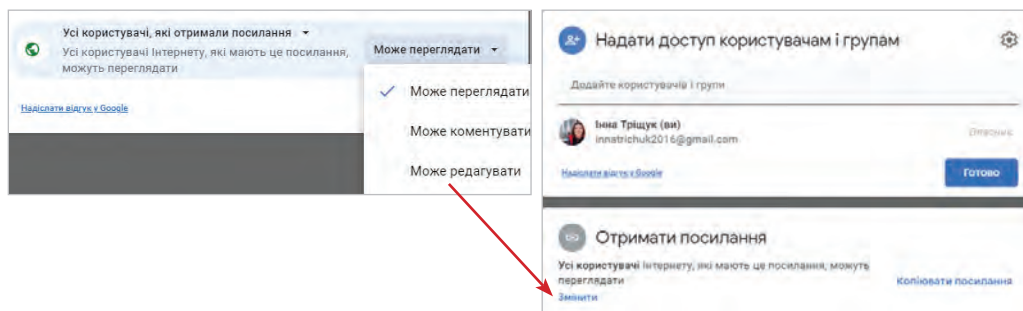 Усі користувачі, які отримали посилання
Усі користувачі Інтернету, які мають це посилання,
можуть переглядати
Може переглядати
Може переглядати
Може коментувати
Може редагувати
Надіслати відгук у Google
Надати доступ користувачам і групам
Додайте користувачів і групи
Інна Тріщук (ви)
innatrichuk2016@gmail.com
Власник
Надіслати відгук у Google
Готово
Отримати посилання
Усі користувачі Інтернету, які мають це посилання, можуть
переглядати
Змінити
Копіювати посилання